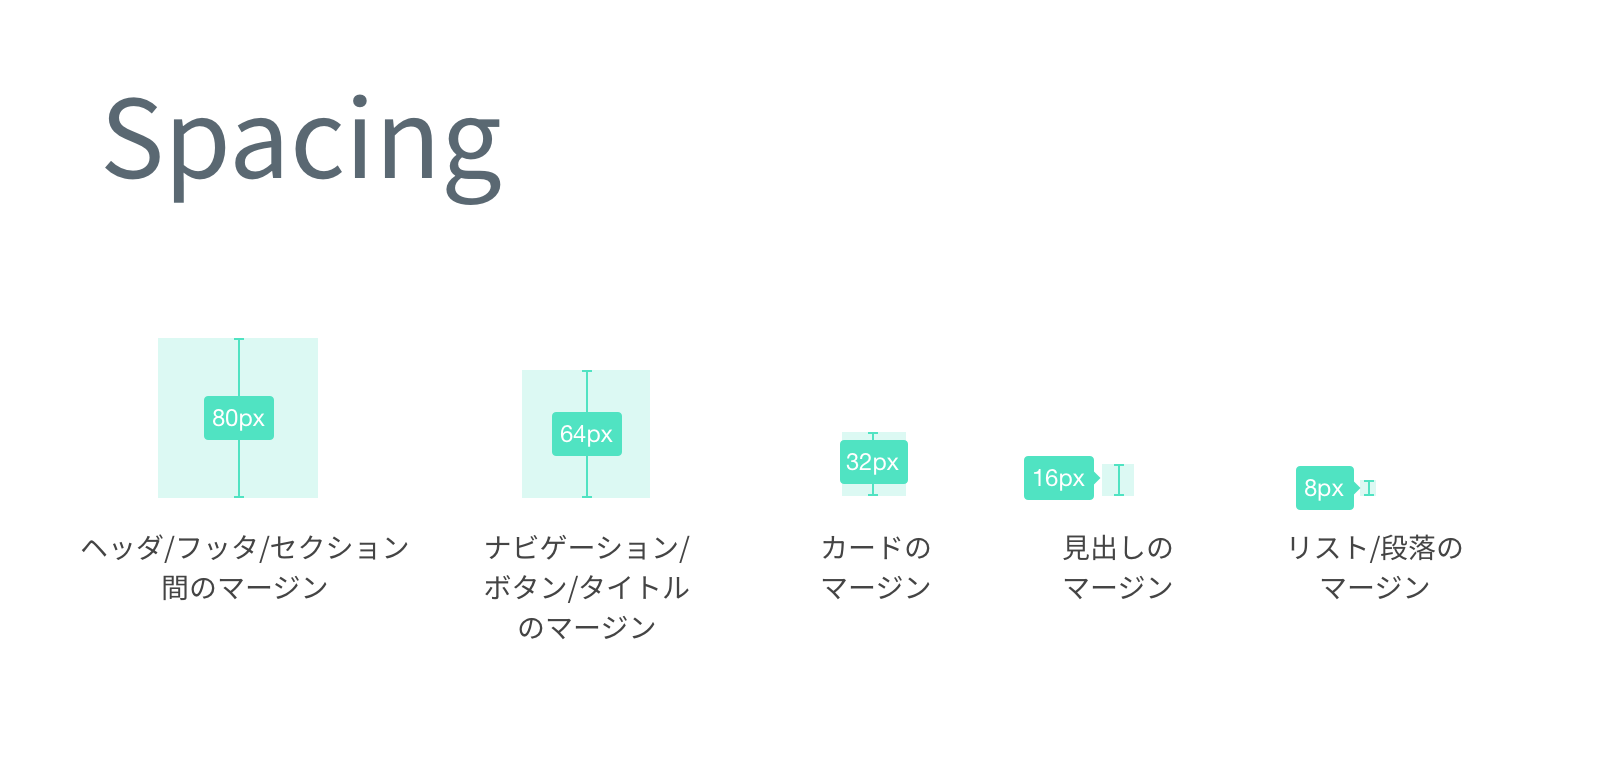 Spacing
80px
ヘッダ/フッタ/セクション
間のマージン
64px
ナビゲーション/
ボタン/タイトル
のマージン
32px
カードの
マージン
16px
見出しの
マージン
8px
リスト/段落の
マージン